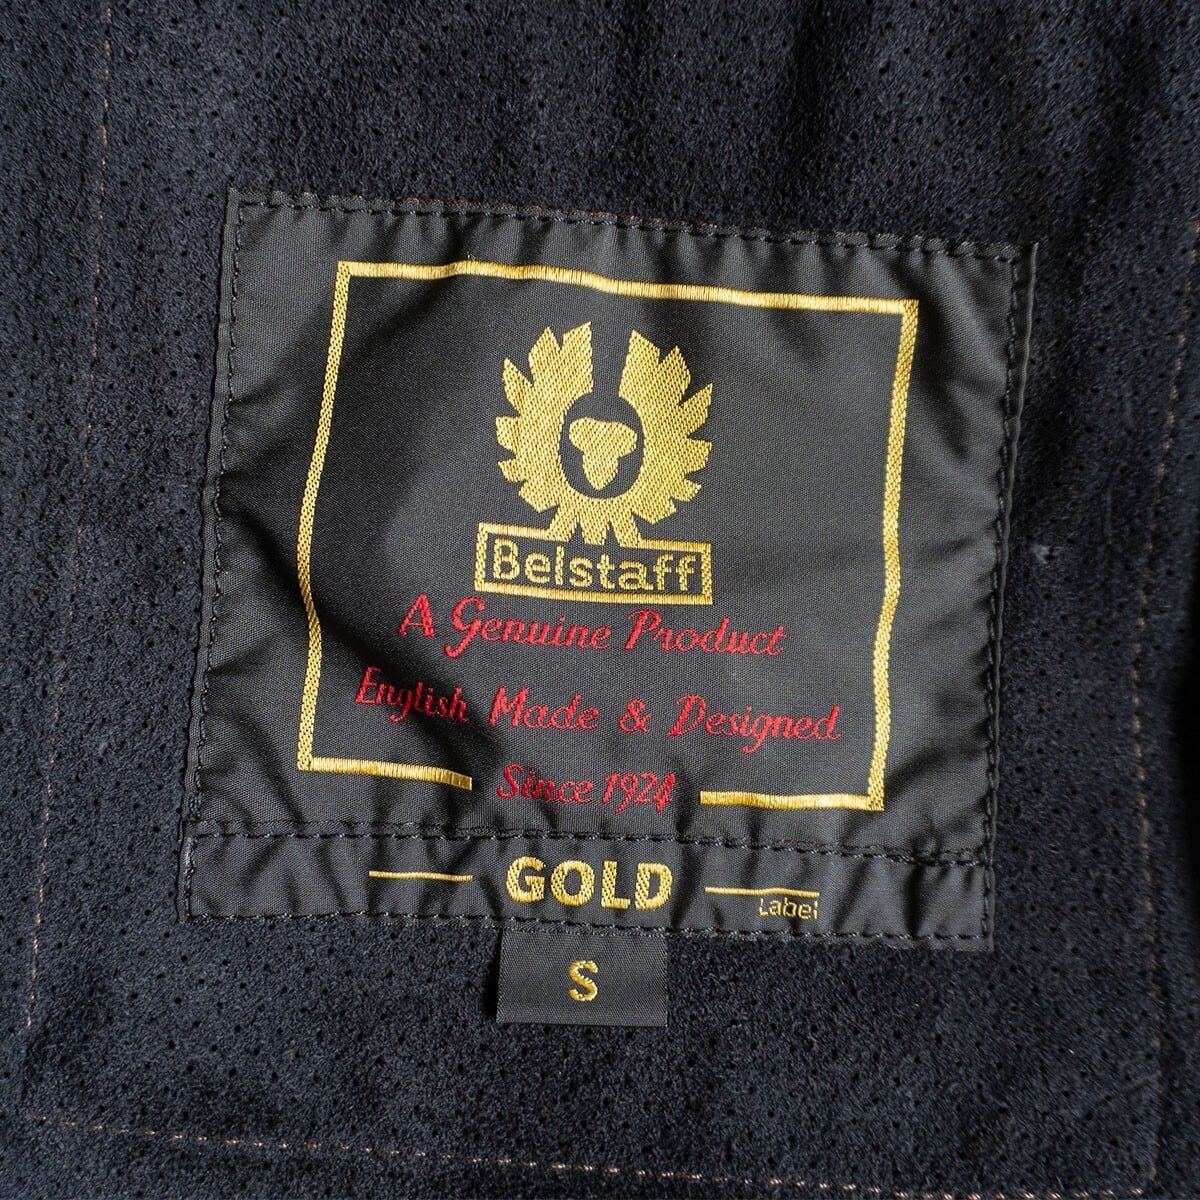 Belstaff
A Genuine Product
English Made & Designed
Since 1924
GOLD
Label
S